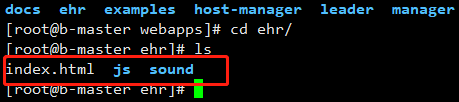 docs ehr examples host-manager leader manager
[root@b-master webapps]# cd ehr/
[root@b-master ehr]# ls
index.html js sound
[root@b-master ehr]#